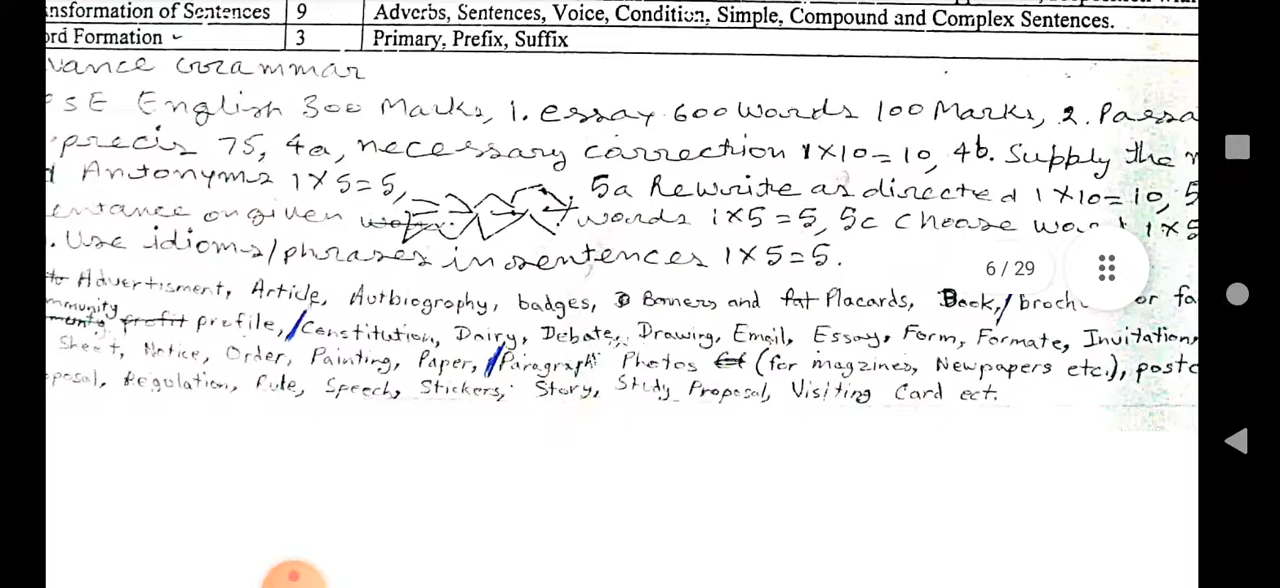 nsformation of Sentences 9 Adverbs, Sentences, Voice, Condition, Simple, Compound and Complex Sentences.
ord Formation 3 Primary, Prefix, Suffix
vance Grammar
SE English 300 Marks, 1. essay 600 words 100 Marks, 2. Passa
precis 75, 4a, necessary correction 1×10=10, 4b. Supply the
Antonyms 1×5=5, 5a Rewrite as directed 1×10=10, 5
entance on given words 1×5=5, 5c Choose 1×5
. Use idioms/phrases in sentences 1×5=5.
6 / 29
Advertisment, Article, Autbiography, badges, Banners and Placards, Book,/ broch or fa
mmunity profile, /Constitution, Dairy, Debate, Drawing, Email, Essay, Form, Formate, Invitation,
Sheet, Notice, Order, Painting, Paper, /Paragraph Photos (for magzines, Newpapers etc.), postc
posal, Regulation, Rule, Speech, Stickers, Story, Study Proposal, Visiting Card ect.